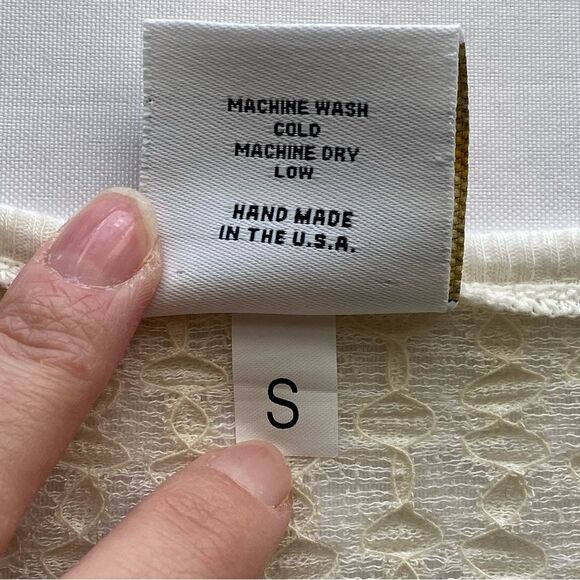 MACHINE WASH
COLD
MACHINE DRY
LOW
HAND MADE
IN THE U.S.A.
S